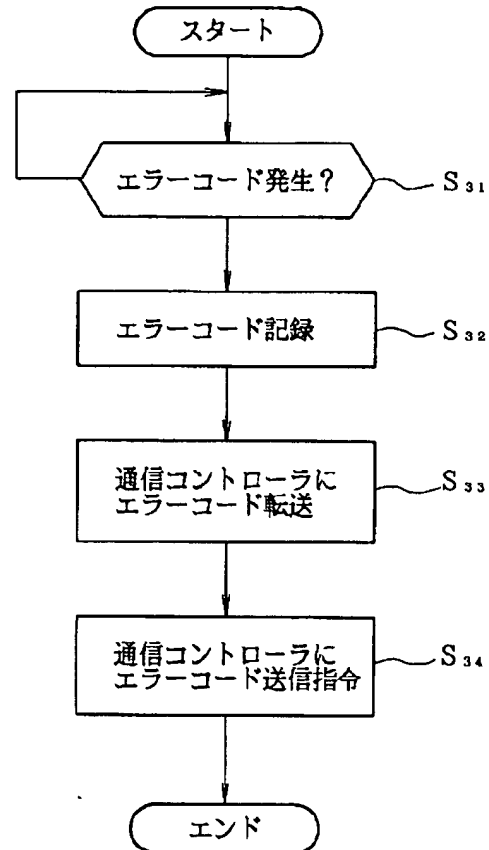 スタート
エラーコード発生?
S₃₁
エラーコード記録
S₃₂
通信コントローラに
エラーコード転送
S₃₃
通信コントローラに
エラーコード送信指令
S₃₄
エンド